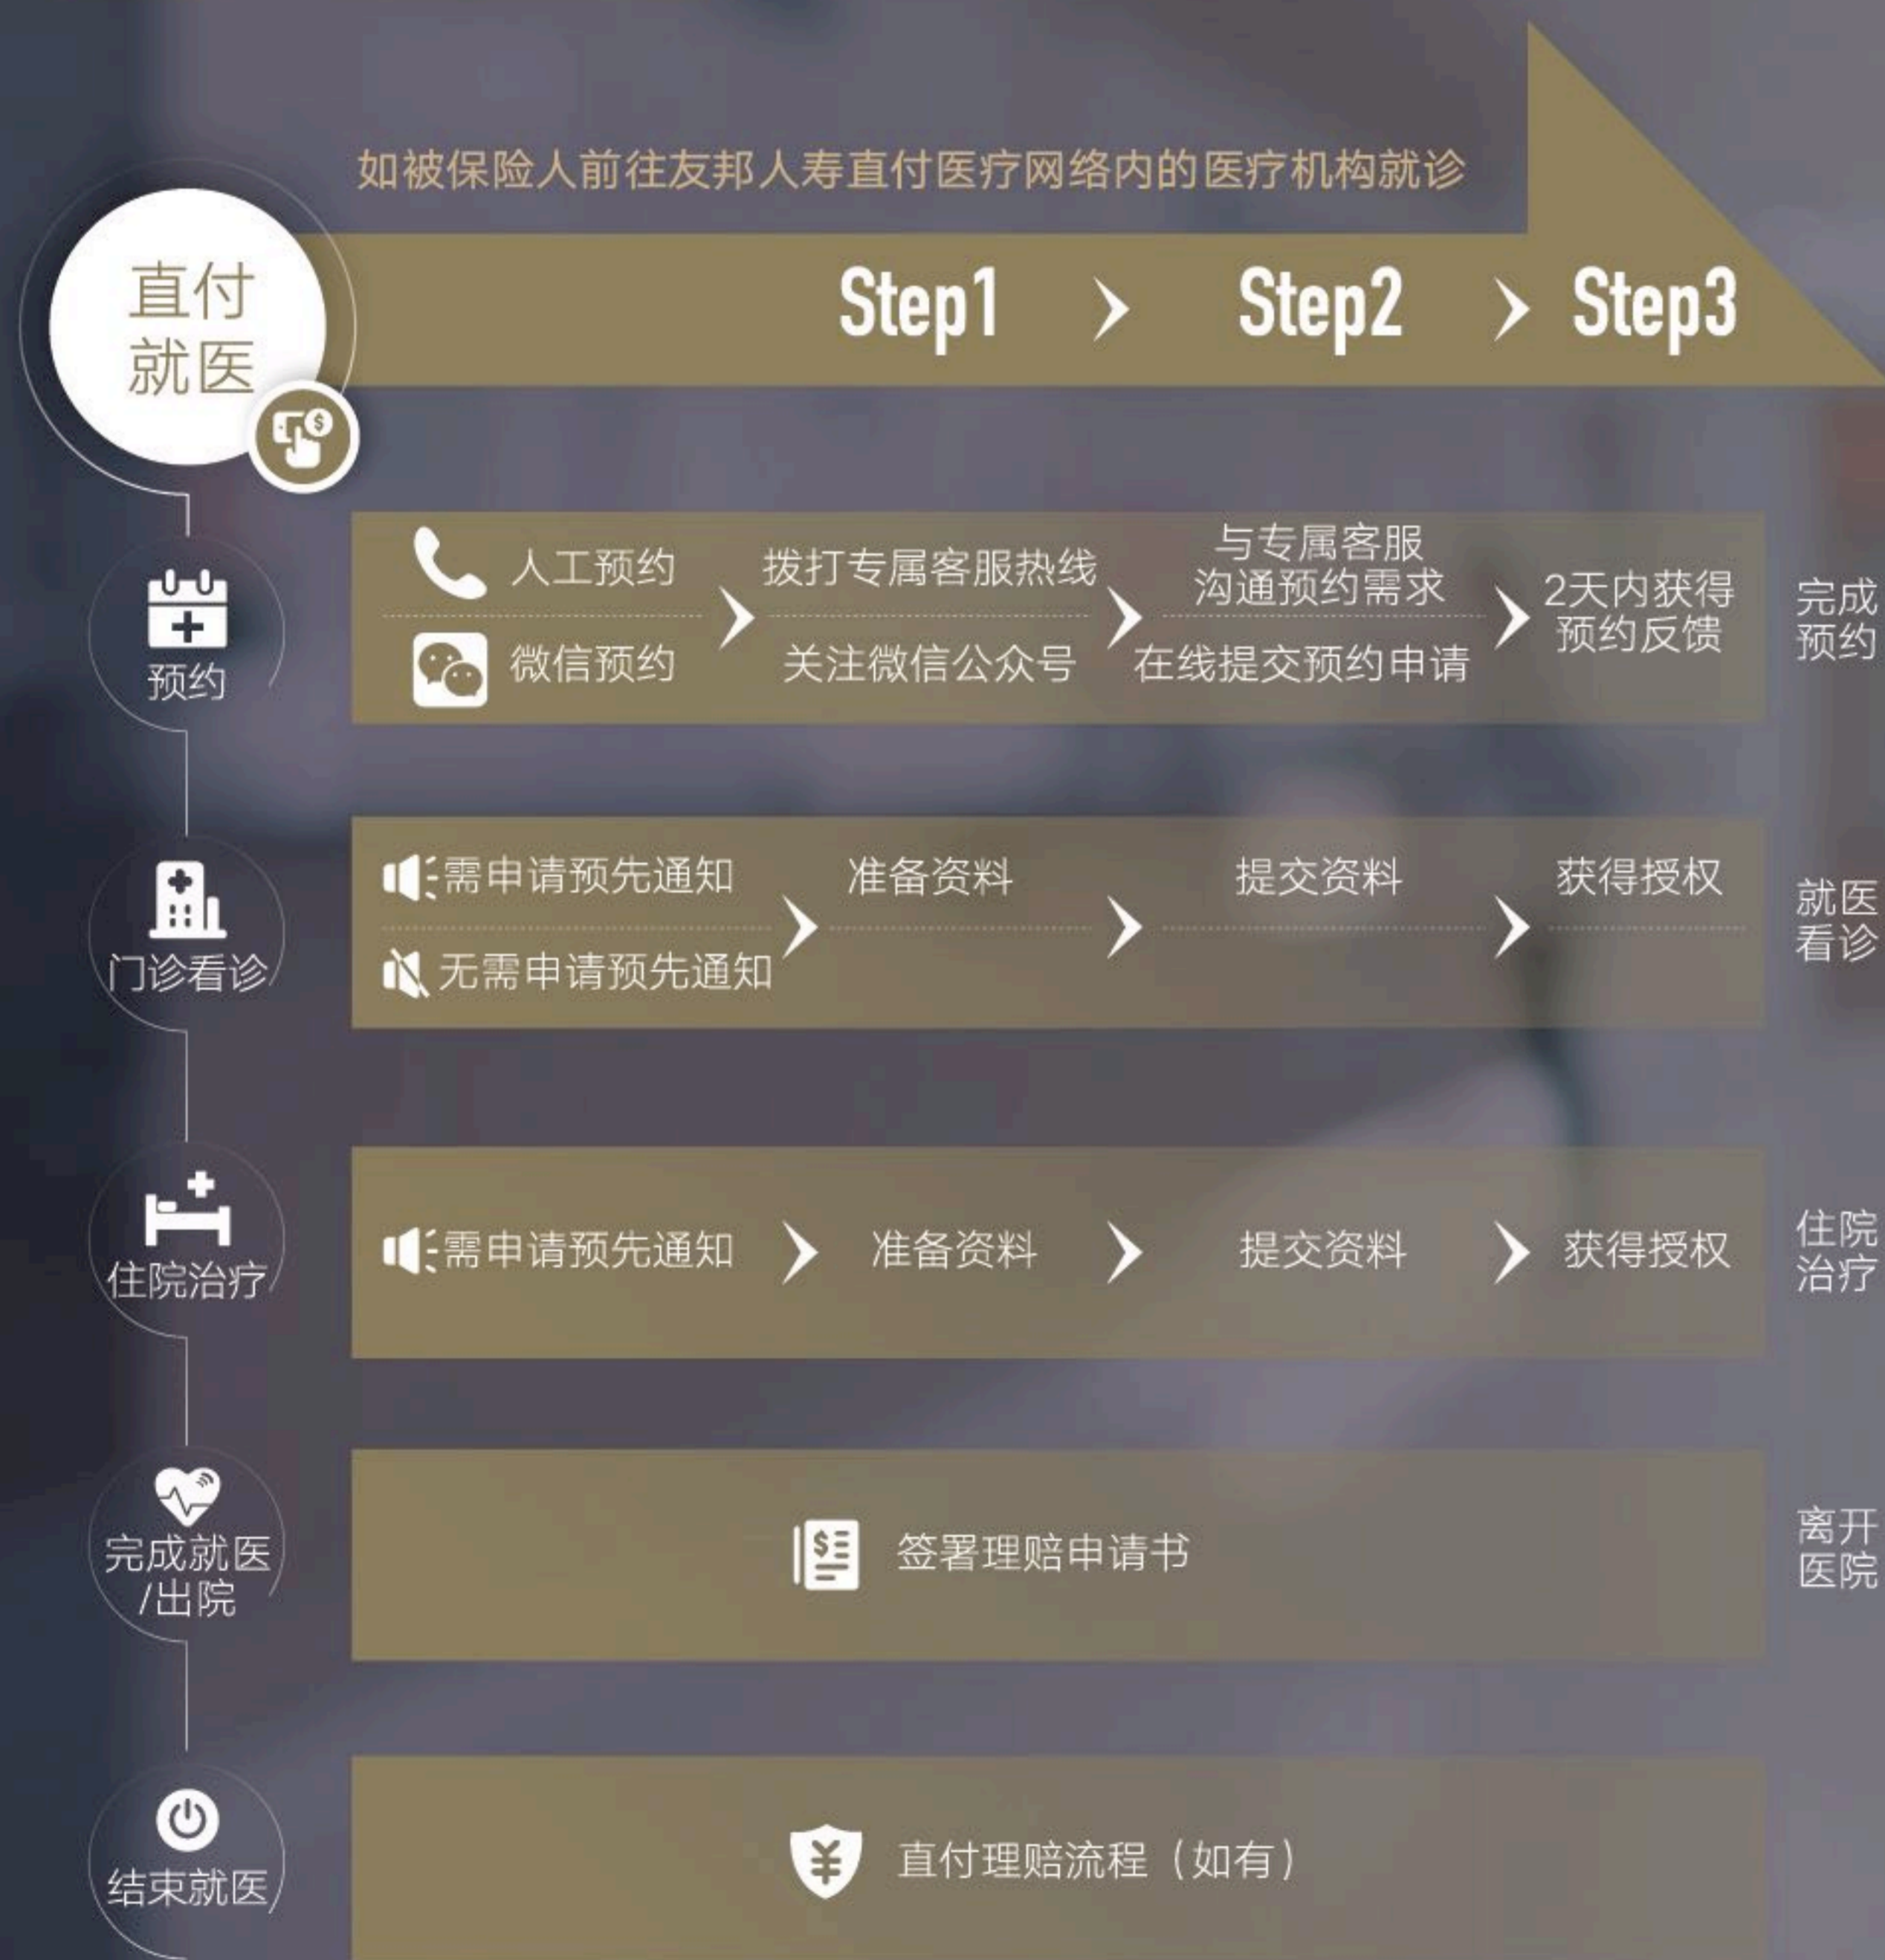 如被保险人前往友邦人寿直付医疗网络内的医疗机构就诊
直付
就医
Step1
Step2
Step3
预约
人工预约
拨打专属客服热线
与专属客服
沟通预约需求
微信预约
关注微信公众号
在线提交预约申请
2天内获得
预约反馈
完成
预约
门诊看诊
需申请预先通知
准备资料
提交资料
获得授权
无需申请预先通知
就医
看诊
住院治疗
需申请预先通知
准备资料
提交资料
获得授权
住院
治疗
完成就医
/出院
签署理赔申请书
离开
医院
结束就医
直付理赔流程（如有）